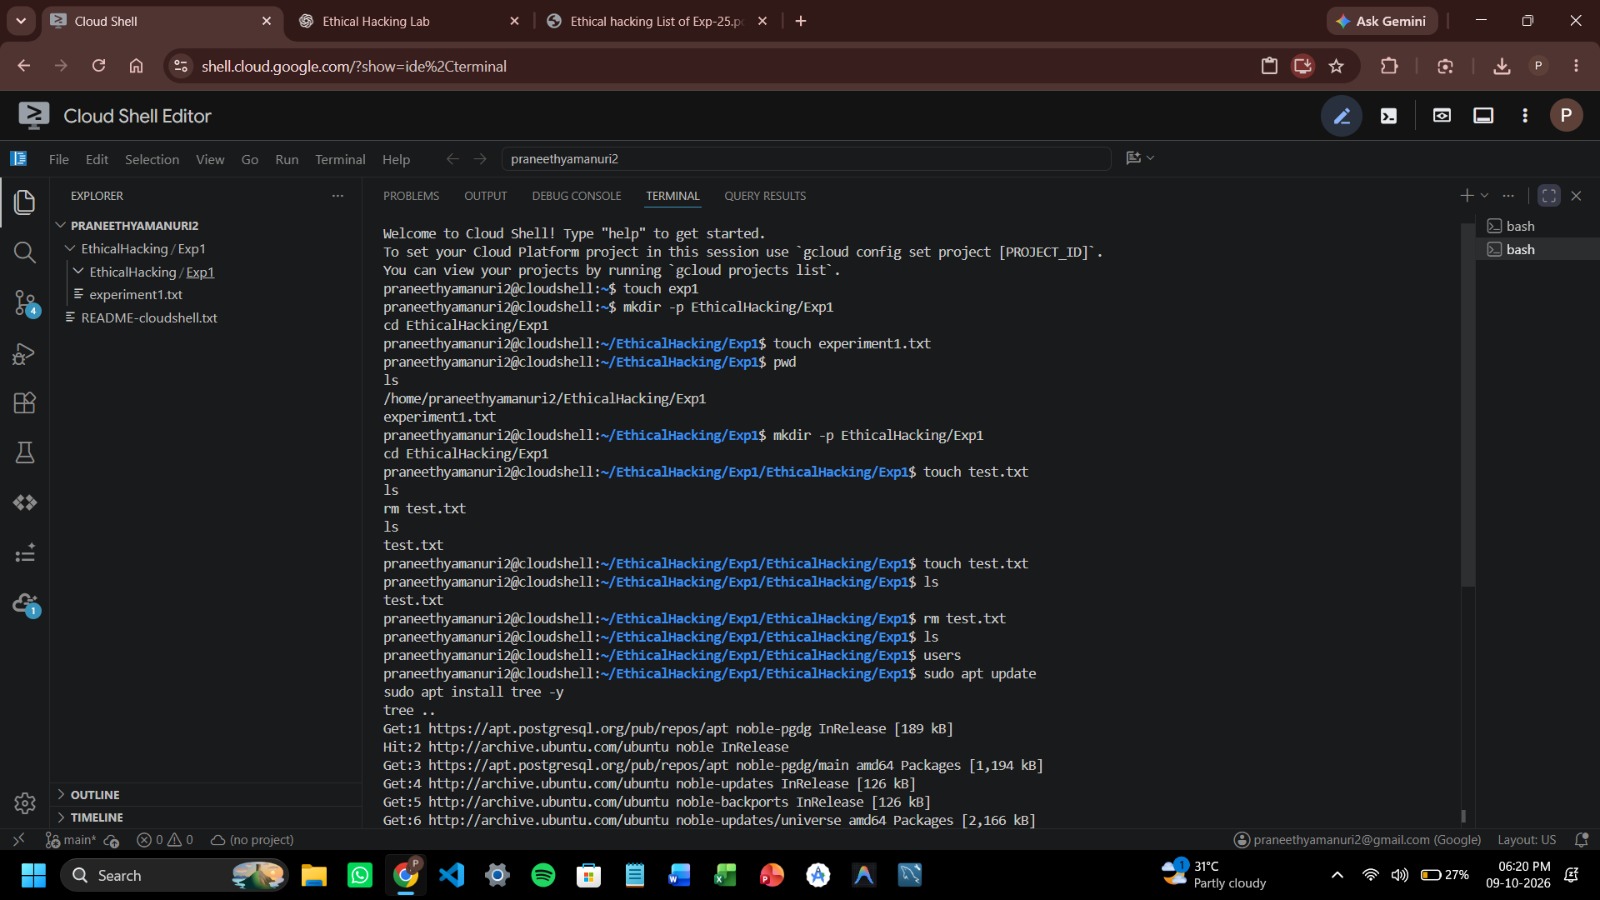 Cloud Shell
Ethical Hacking Lab
Ethical hacking List of Exp-25.p
Ask Gemini
shell.cloud.google.com/?show=ide%2Cterminal
P
Cloud Shell Editor
P
File Edit Selection View Go Run Terminal Help
praneethyamanuri2
EXPLORER
PRANEETHYAMANURI2
EthicalHacking / Exp1
EthicalHacking / Exp1
experiment1.txt
README-cloudshell.txt
4
1
OUTLINE
TIMELINE
PROBLEMS OUTPUT DEBUG CONSOLE TERMINAL QUERY RESULTS
bash
bash
Welcome to Cloud Shell! Type "help" to get started.
To set your Cloud Platform project in this session use `gcloud config set project [PROJECT_ID]`.
You can view your projects by running `gcloud projects list`.
praneethyamanuri2@cloudshell:~$ touch exp1
praneethyamanuri2@cloudshell:~$ mkdir -p EthicalHacking/Exp1
cd EthicalHacking/Exp1
praneethyamanuri2@cloudshell:~/EthicalHacking/Exp1$ touch experiment1.txt
praneethyamanuri2@cloudshell:~/EthicalHacking/Exp1$ pwd
ls
/home/praneethyamanuri2/EthicalHacking/Exp1
experiment1.txt
praneethyamanuri2@cloudshell:~/EthicalHacking/Exp1$ mkdir -p EthicalHacking/Exp1
cd EthicalHacking/Exp1
praneethyamanuri2@cloudshell:~/EthicalHacking/Exp1/EthicalHacking/Exp1$ touch test.txt
ls
rm test.txt
ls
test.txt
praneethyamanuri2@cloudshell:~/EthicalHacking/Exp1/EthicalHacking/Exp1$ touch test.txt
praneethyamanuri2@cloudshell:~/EthicalHacking/Exp1/EthicalHacking/Exp1$ ls
test.txt
praneethyamanuri2@cloudshell:~/EthicalHacking/Exp1/EthicalHacking/Exp1$ rm test.txt
praneethyamanuri2@cloudshell:~/EthicalHacking/Exp1/EthicalHacking/Exp1$ ls
praneethyamanuri2@cloudshell:~/EthicalHacking/Exp1/EthicalHacking/Exp1$ users
praneethyamanuri2@cloudshell:~/EthicalHacking/Exp1/EthicalHacking/Exp1$ sudo apt update
sudo apt install tree -y
tree ..
Get:1 https://apt.postgresql.org/pub/repos/apt noble-pgdg InRelease [189 kB]
Hit:2 http://archive.ubuntu.com/ubuntu noble InRelease
Get:3 https://apt.postgresql.org/pub/repos/apt noble-pgdg/main amd64 Packages [1,194 kB]
Get:4 http://archive.ubuntu.com/ubuntu noble-updates InRelease [126 kB]
Get:5 http://archive.ubuntu.com/ubuntu noble-backports InRelease [126 kB]
Get:6 http://archive.ubuntu.com/ubuntu noble-updates/universe amd64 Packages [2,166 kB]
main* 0 0 (no project) praneethyamanuri2@gmail.com (Google) Layout: US
Search
1
31°C
Partly cloudy
27%
06:20 PM
09-10-2026